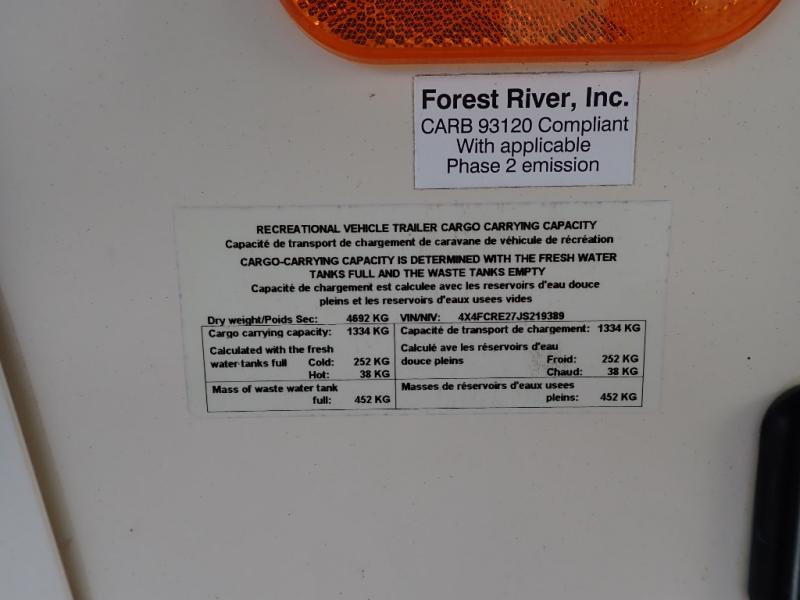 Forest River, Inc.
CARB 93120 Compliant
With applicable
Phase 2 emission
RECREATIONAL VEHICLE TRAILER CARGO CARRYING CAPACITY
Capacité de transport de chargement de caravane de véhicule de récréation
CARGO-CARRYING CAPACITY IS DETERMINED WITH THE FRESH WATER
TANKS FULL AND THE WASTE TANKS EMPTY
Capacité de chargement est calculee avec les reservoirs d'eau douce
pleins et les reservoirs d'eaux usees vides
Dry weight/Poids Sec: 4692 KG VIN/NIV: 4X4FCRE27JS219389
Cargo carrying capacity: 1334 KG Capacité de transport de chargement: 1334 KG
Calculated with the fresh Calculé ave les réservoirs d'eau
water tanks full Cold: 252 KG douce pleins Froid: 252 KG
Hot: 38 KG Chaud: 38 KG
Mass of waste water tank Masses de réservoirs d'eaux usees
full: 452 KG pleins: 452 KG